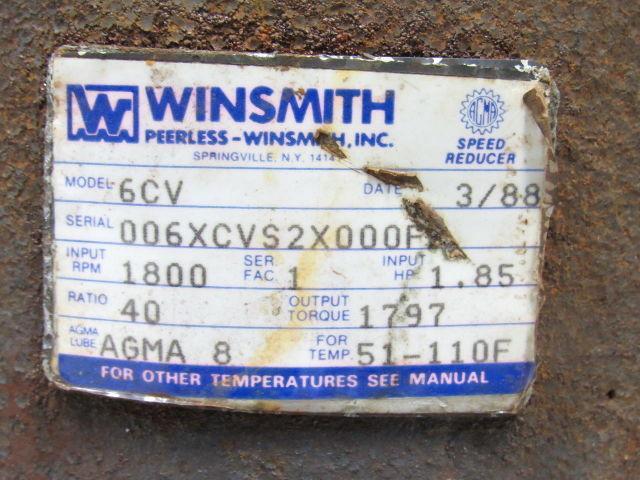 W WINSMITH
PEERLESS-WINSMITH, INC.
SPRINGVILLE, N.Y. 1414
AGMA
SPEED
REDUCER
MODEL 6CV DATE 3/88
SERIAL 006XCVS2X000F
INPUT RPM 1800 SER FAC. 1 INPUT HP 1.85
RATIO 40 OUTPUT TORQUE 1797
AGMA LUBE AGMA 8 FOR TEMP. 51-110F
FOR OTHER TEMPERATURES SEE MANUAL